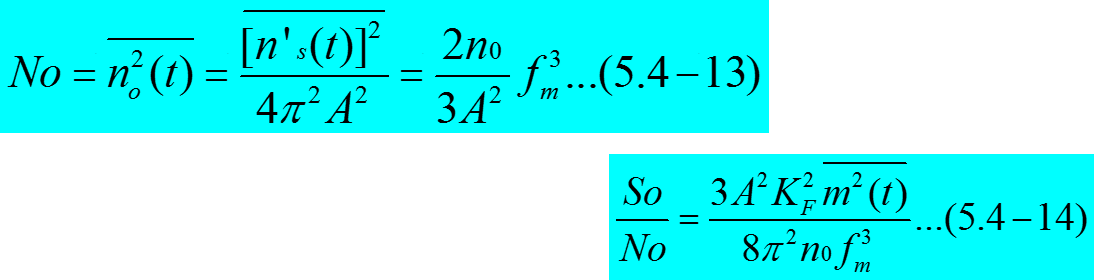 No = \overline{n_o^2(t)} = \frac{\overline{[n'_s(t)]^2}}{4\pi^2 A^2} = \frac{2n_0}{3A^2} f_m^3 ...(5.4-13)
\frac{So}{No} = \frac{3A^2 K_F^2 \overline{m^2(t)}}{8\pi^2 n_0 f_m^3} ...(5.4-14)